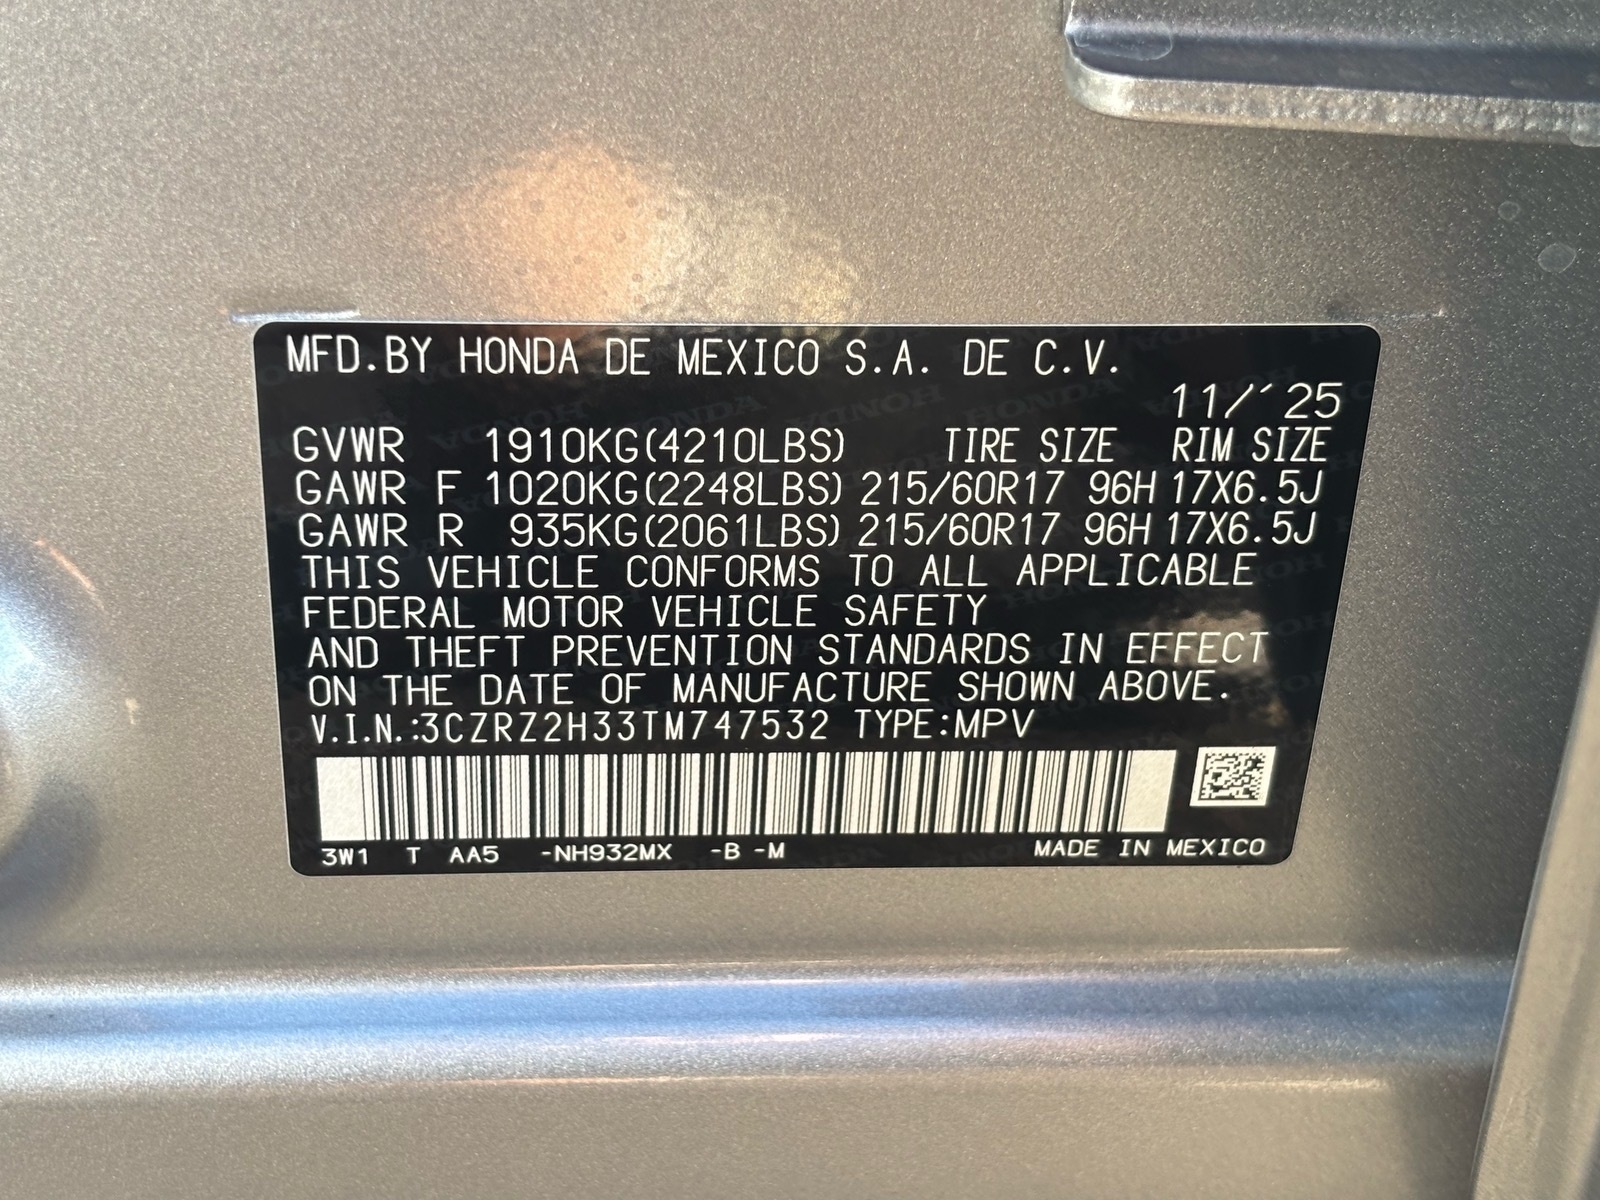 MFD.BY HONDA DE MEXICO S.A. DE C.V.
11/´25
GVWR 1910KG(4210LBS) TIRE SIZE RIM SIZE
GAWR F 1020KG(2248LBS) 215/60R17 96H 17X6.5J
GAWR R 935KG(2061LBS) 215/60R17 96H 17X6.5J
THIS VEHICLE CONFORMS TO ALL APPLICABLE
FEDERAL MOTOR VEHICLE SAFETY
AND THEFT PREVENTION STANDARDS IN EFFECT
ON THE DATE OF MANUFACTURE SHOWN ABOVE.
V.I.N.:3CZRZ2H33TM747532 TYPE:MPV
3W1 T AA5 -NH932MX -B -M MADE IN MEXICO